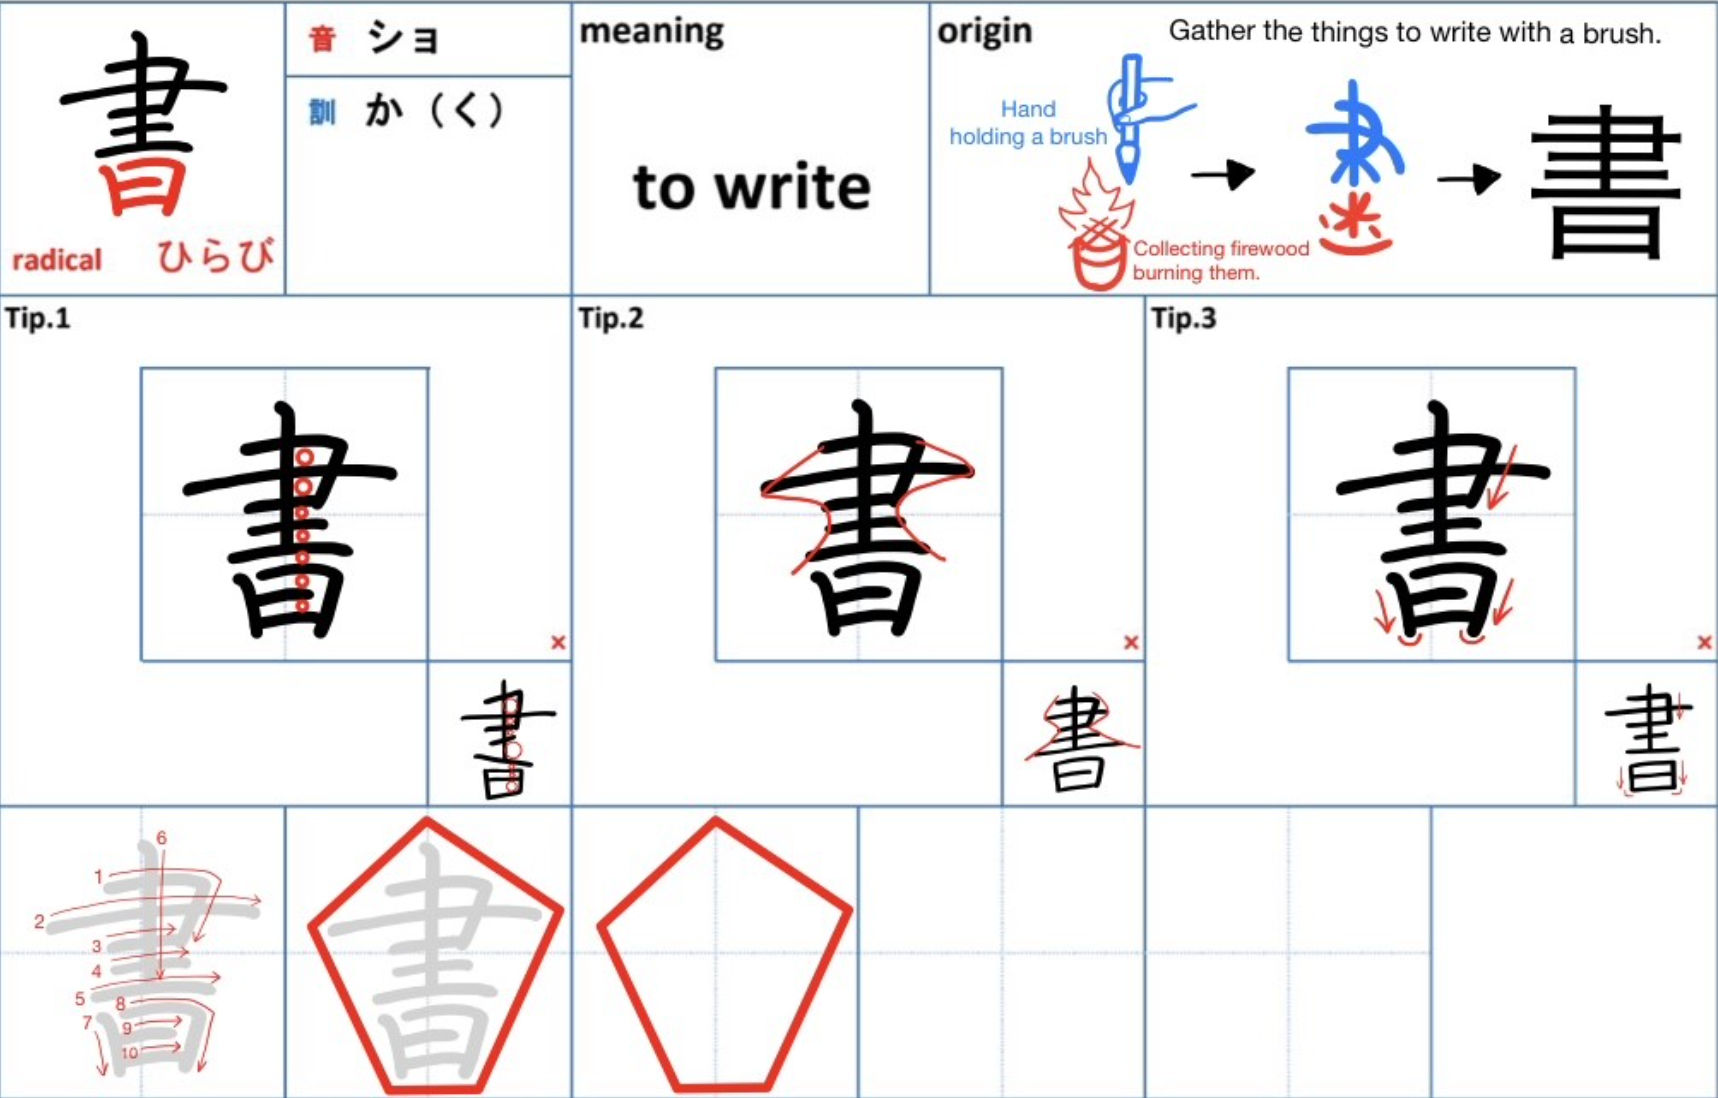 書
radical ひらび
音 ショ
訓 か（く）
meaning
to write
origin
Gather the things to write with a brush.
Hand
holding a brush
Collecting firewood
burning them.
書
Tip.1
書
×
書
Tip.2
書
×
書
Tip.3
書
×
書
書
1
2
3
4
5
6
7
8
9
10
書